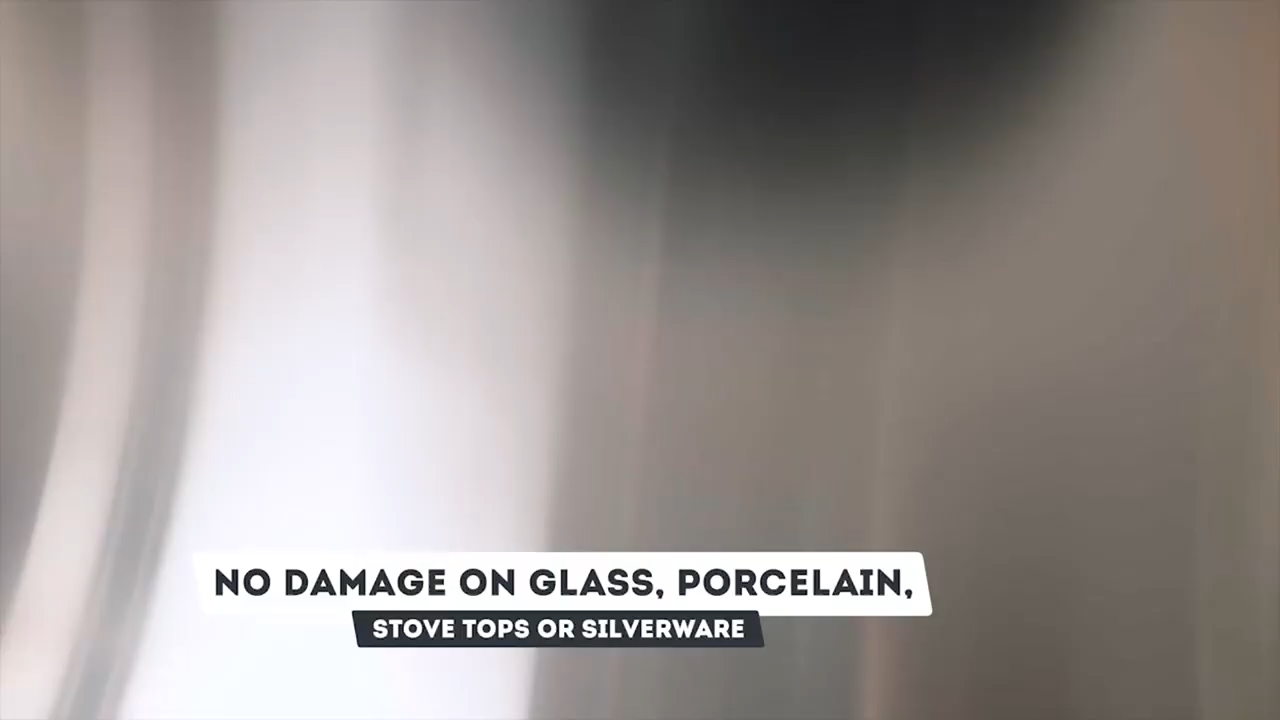 NO DAMAGE ON GLASS, PORCELAIN,
STOVE TOPS OR SILVERWARE